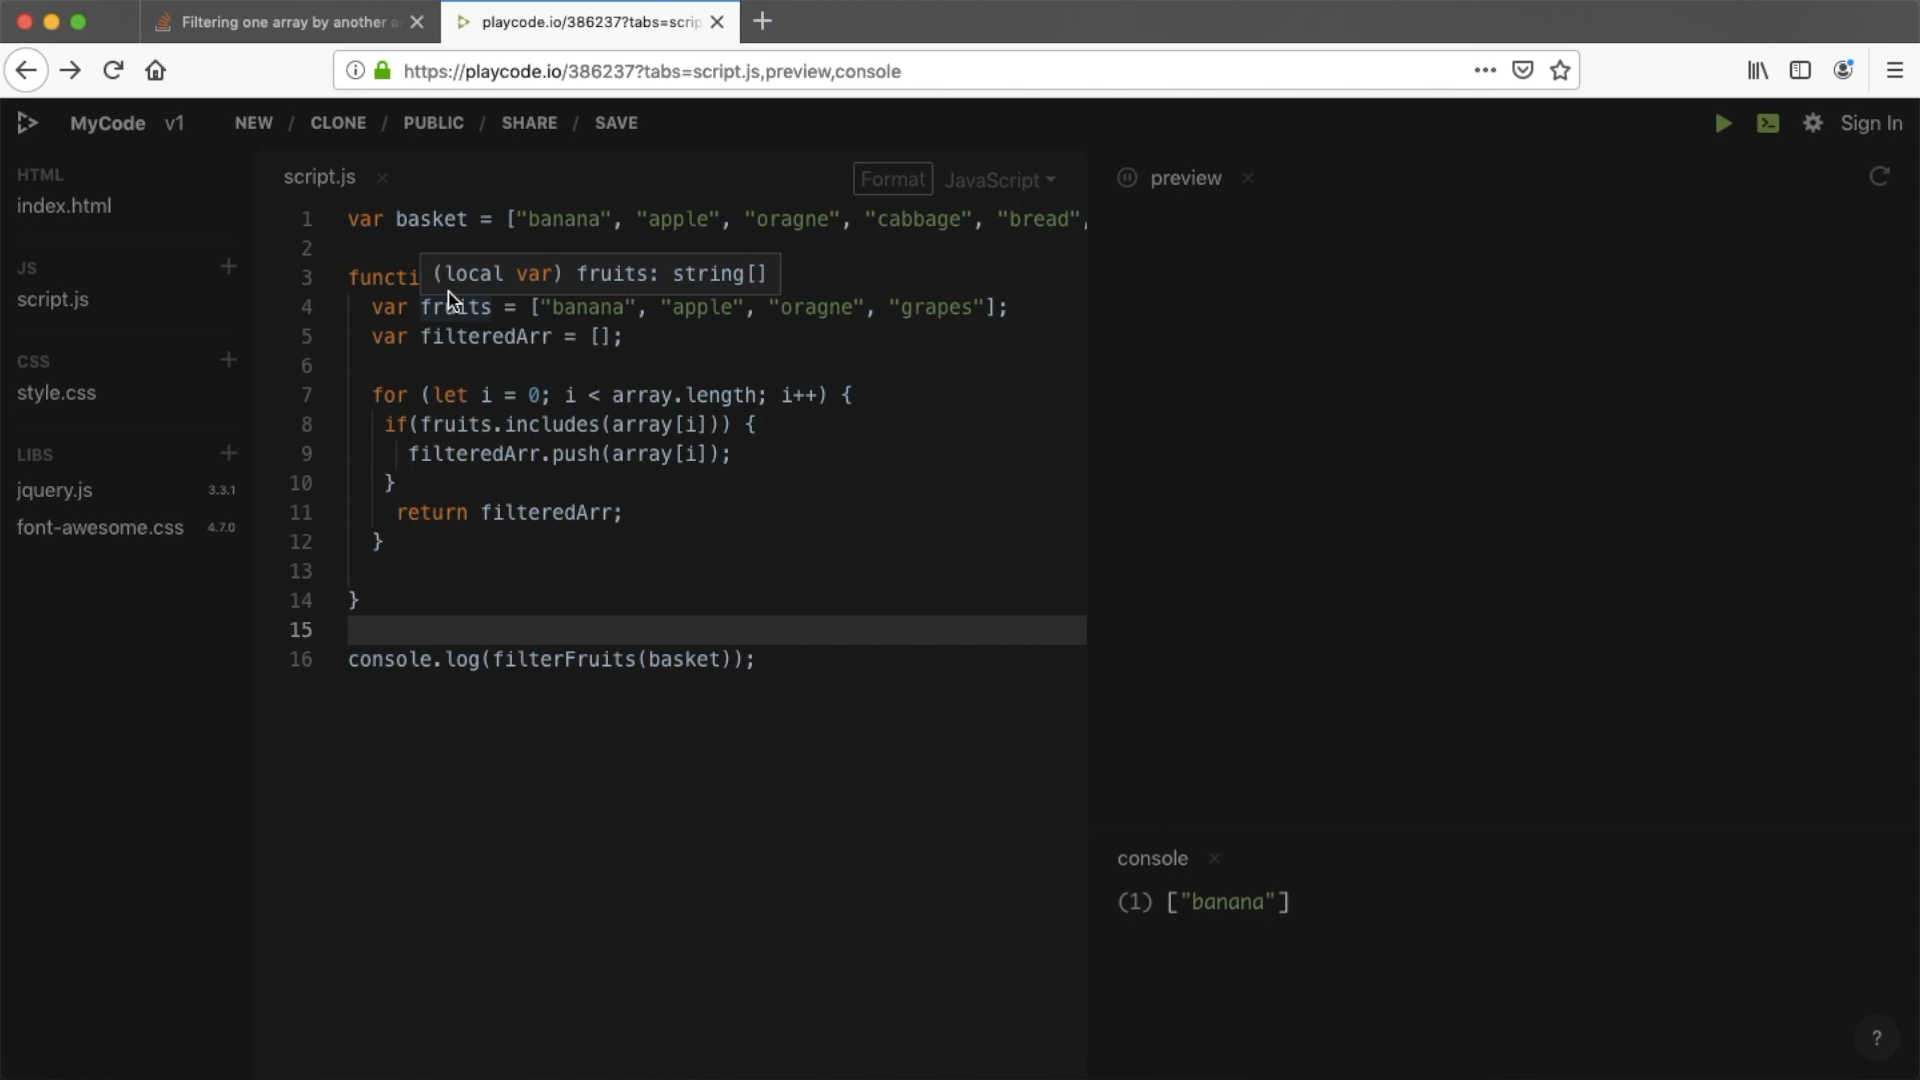 Filtering one array by another a
playcode.io/386237?tabs=scrip
https://playcode.io/386237?tabs=script.js,preview,console
MyCode v1 NEW / CLONE / PUBLIC / SHARE / SAVE Sign In
HTML
index.html
JS
script.js
CSS
style.css
LIBS
jquery.js 3.3.1
font-awesome.css 4.7.0
script.js Format JavaScript
1 var basket = ["banana", "apple", "oragne", "cabbage", "bread",
2
3 functi
(local var) fruits: string[]
4 var fruits = ["banana", "apple", "oragne", "grapes"];
5 var filteredArr = [];
6
7 for (let i = 0; i < array.length; i++) {
8 if(fruits.includes(array[i])) {
9 filteredArr.push(array[i]);
10 }
11 return filteredArr;
12 }
13
14 }
15
16 console.log(filterFruits(basket));
preview
console
(1) ["banana"]
?